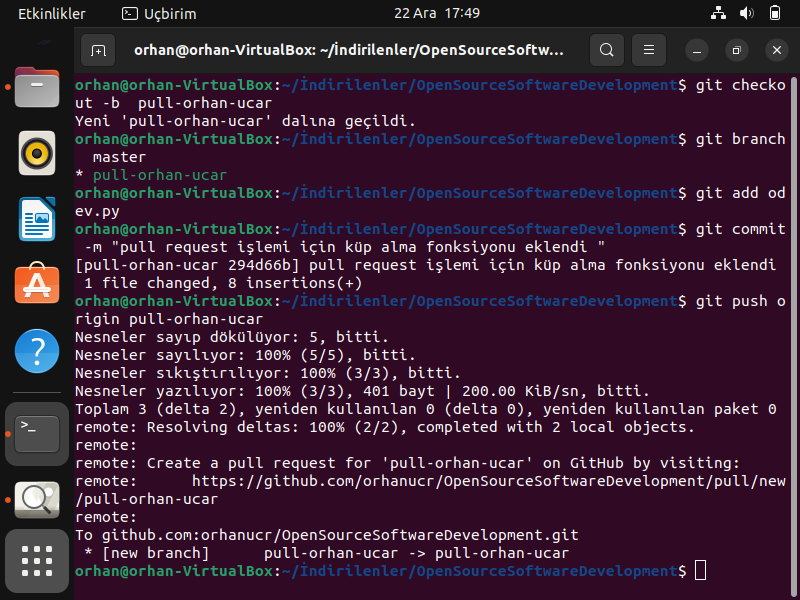 Etkinlikler
Uçbirim
22 Ara 17:49
orhan@orhan-VirtualBox: ~/İndirilenler/OpenSourceSoftw...
orhan@orhan-VirtualBox:~/İndirilenler/OpenSourceSoftwareDevelopment$ git checko
ut -b  pull-orhan-ucar
Yeni 'pull-orhan-ucar' dalına geçildi.
orhan@orhan-VirtualBox:~/İndirilenler/OpenSourceSoftwareDevelopment$ git branch
  master
* pull-orhan-ucar
orhan@orhan-VirtualBox:~/İndirilenler/OpenSourceSoftwareDevelopment$ git add od
ev.py
orhan@orhan-VirtualBox:~/İndirilenler/OpenSourceSoftwareDevelopment$ git commit
 -m "pull request işlemi için küp alma fonksiyonu eklendi "
[pull-orhan-ucar 294d66b] pull request işlemi için küp alma fonksiyonu eklendi
 1 file changed, 8 insertions(+)
orhan@orhan-VirtualBox:~/İndirilenler/OpenSourceSoftwareDevelopment$ git push o
rigin pull-orhan-ucar
Nesneler sayıp dökülüyor: 5, bitti.
Nesneler sayılıyor: 100% (5/5), bitti.
Nesneler sıkıştırılıyor: 100% (3/3), bitti.
Nesneler yazılıyor: 100% (3/3), 401 bayt | 200.00 KiB/sn, bitti.
Toplam 3 (delta 2), yeniden kullanılan 0 (delta 0), yeniden kullanılan paket 0
remote: Resolving deltas: 100% (2/2), completed with 2 local objects.
remote:
remote: Create a pull request for 'pull-orhan-ucar' on GitHub by visiting:
remote:      https://github.com/orhanucr/OpenSourceSoftwareDevelopment/pull/new
/pull-orhan-ucar
remote:
To github.com:orhanucr/OpenSourceSoftwareDevelopment.git
 * [new branch]      pull-orhan-ucar -> pull-orhan-ucar
orhan@orhan-VirtualBox:~/İndirilenler/OpenSourceSoftwareDevelopment$